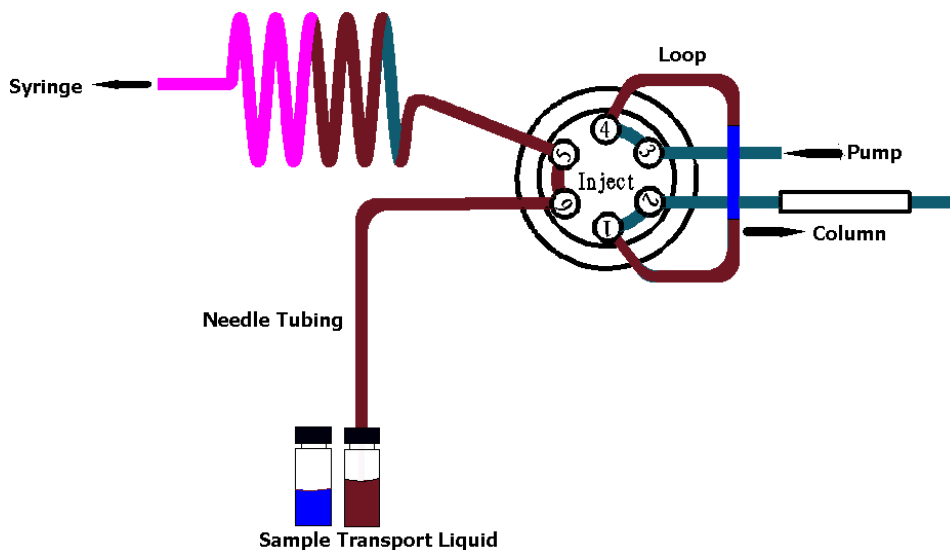 Loop
Syringe
4
3
Pump
5
Inject
6
2
1
Column
Needle Tubing
Sample Transport Liquid